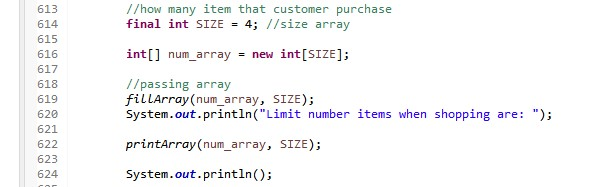 613 //how many item that customer purchase
614 final int SIZE = 4; //size array
615
616 int[] num_array = new int[SIZE];
617
618 //passing array
619 fillArray(num_array, SIZE);
620 System.out.println("Limit number items when shopping are: ");
621
622 printArray(num_array, SIZE);
623
624 System.out.println();